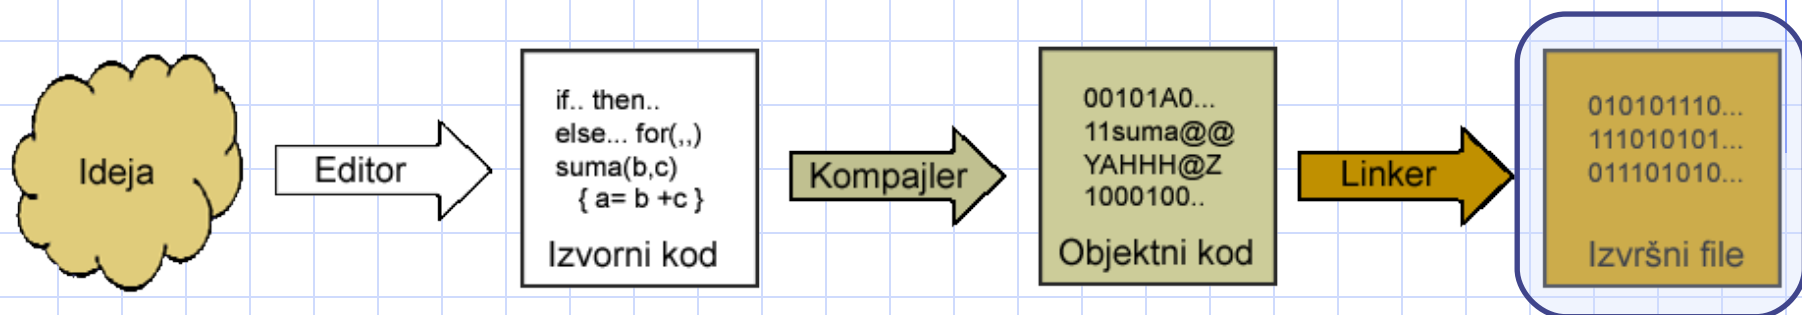 Ideja
Editor
if.. then..
else... for(,,)
suma(b,c)
{ a= b +c }
Izvorni kod
Kompajler
00101A0...
11suma@@
YAHHH@Z
1000100..
Objektni kod
Linker
010101110...
111010101...
011101010...
Izvršni file